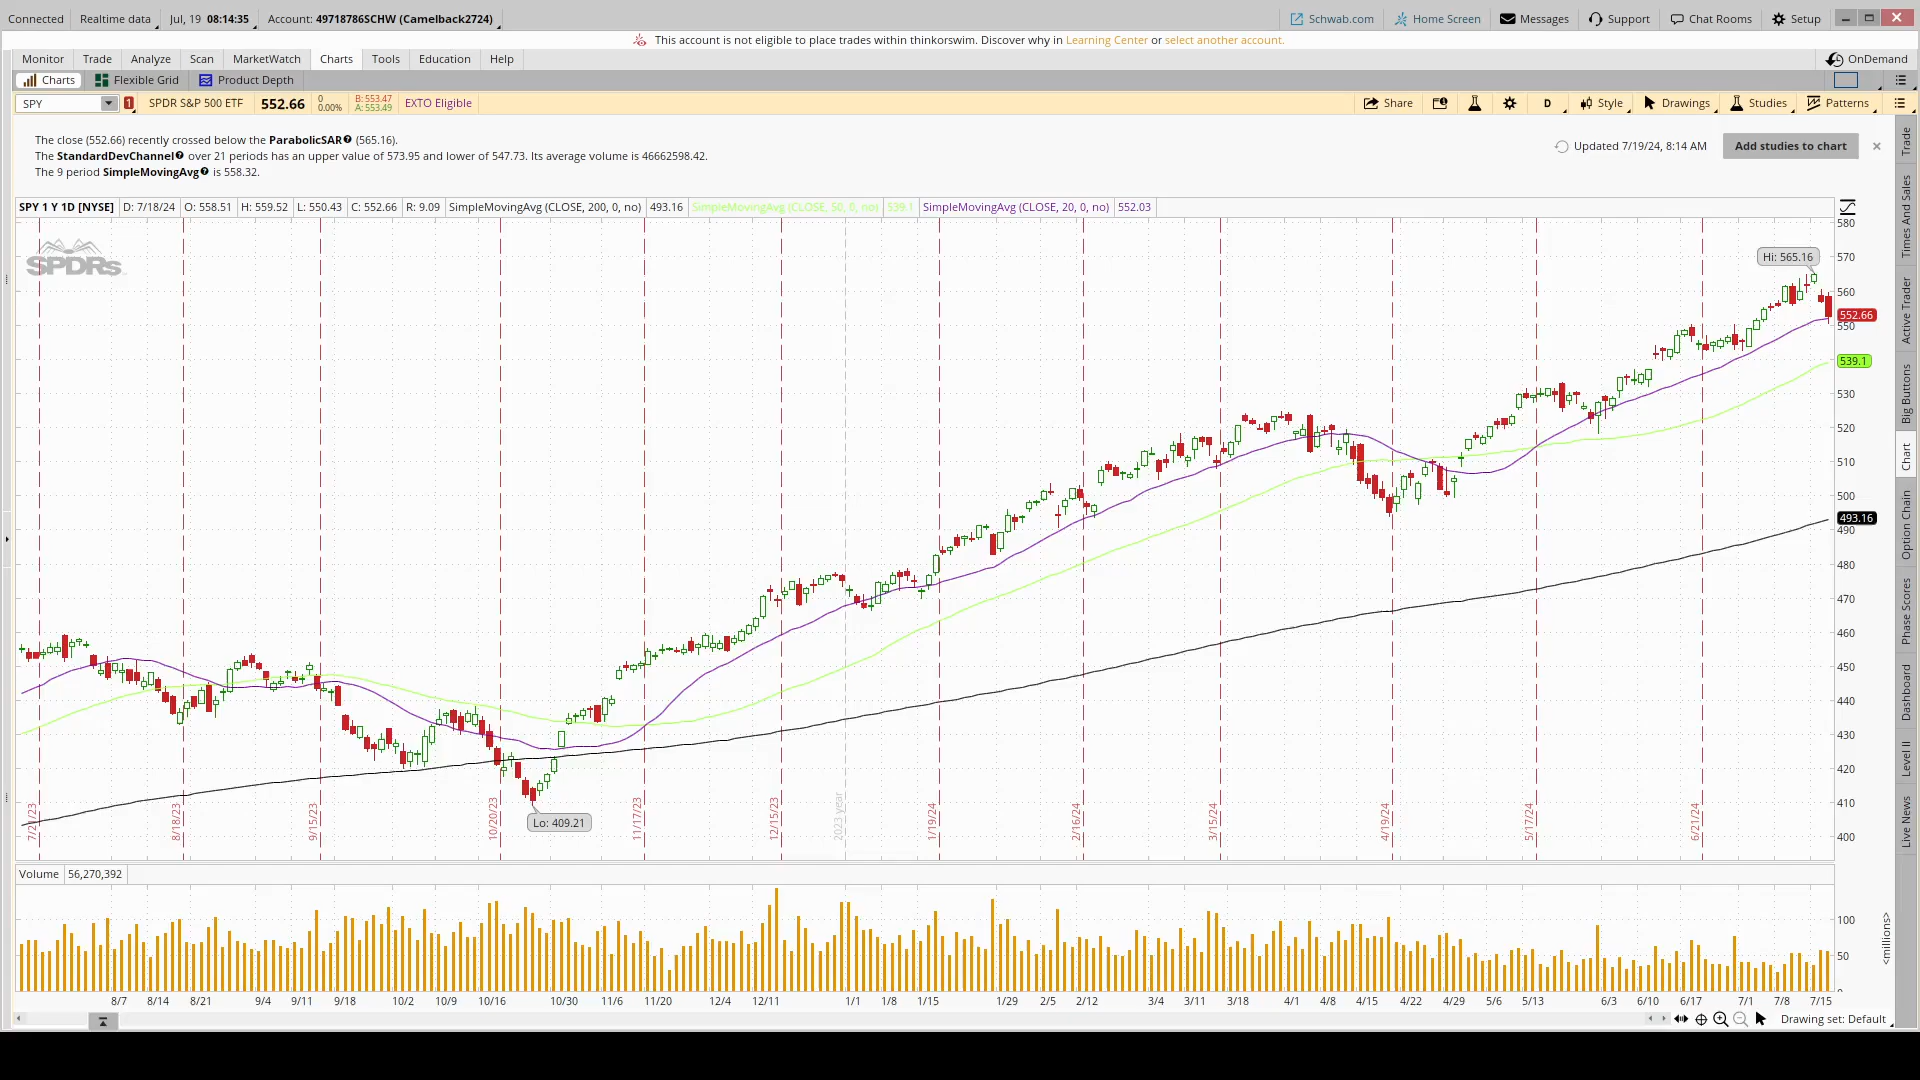 Connected Realtime data Jul, 19 08:14:35 Account: 49718786SCHW (Camelback2724) Schwab.com Home Screen Messages Support Chat Rooms Setup
This account is not eligible to place trades within thinkorswim. Discover why in Learning Center or select another account.
Monitor Trade Analyze Scan MarketWatch Charts Tools Education Help OnDemand
Charts Flexible Grid Product Depth
SPY 1 SPDR S&P 500 ETF 552.66 0 0.00% B: 553.47 A: 553.49 EXTO Eligible Share D Style Drawings Studies Patterns
The close (552.66) recently crossed below the ParabolicSAR (565.16).
The StandardDevChannel over 21 periods has an upper value of 573.95 and lower of 547.73. Its average volume is 46662598.42.
The 9 period SimpleMovingAvg is 558.32.
Updated 7/19/24, 8:14 AM Add studies to chart
SPY 1 Y 1D [NYSE] D: 7/18/24 O: 558.51 H: 559.52 L: 550.43 C: 552.66 R: 9.09 SimpleMovingAvg (CLOSE, 200, 0, no) 493.16 SimpleMovingAvg (CLOSE, 50, 0, no) 539.1 SimpleMovingAvg (CLOSE, 20, 0, no) 552.03
SPDRs
Hi: 565.16
Lo: 409.21
580
570
560
552.66
550
539.1
530
520
510
500
493.16
490
480
470
460
450
440
430
420
410
400
7/21/23 8/18/23 9/15/23 10/20/23 11/17/23 12/15/23 2023 year 1/19/24 2/16/24 3/15/24 4/19/24 5/17/24 6/21/24
Volume 56,270,392
100
50
0
<millions>
8/7 8/14 8/21 9/4 9/11 9/18 10/2 10/9 10/16 10/30 11/6 11/20 12/4 12/11 1/1 1/8 1/15 1/29 2/5 2/12 3/4 3/11 3/18 4/1 4/8 4/15 4/22 4/29 5/6 5/13 6/3 6/10 6/17 7/1 7/8 7/15
Drawing set: Default
Trade
Times And Sales
Active Trader
Big Buttons
Chart
Option Chain
Phase Scores
Dashboard
Level II
Live News